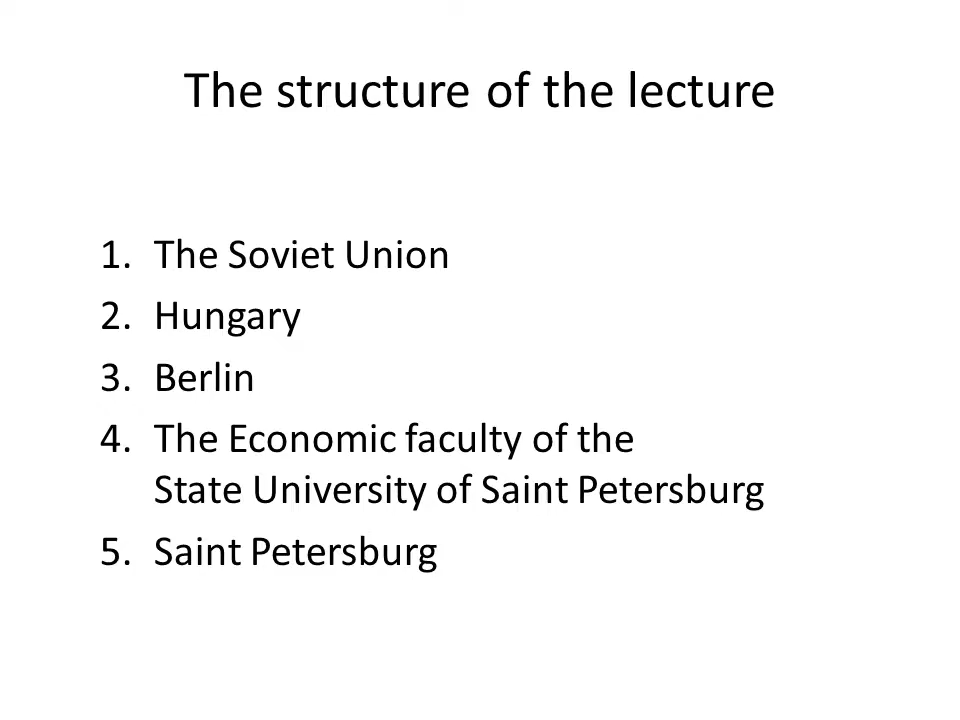 The structure of the lecture
1. The Soviet Union
2. Hungary
3. Berlin
4. The Economic faculty of the
State University of Saint Petersburg
5. Saint Petersburg